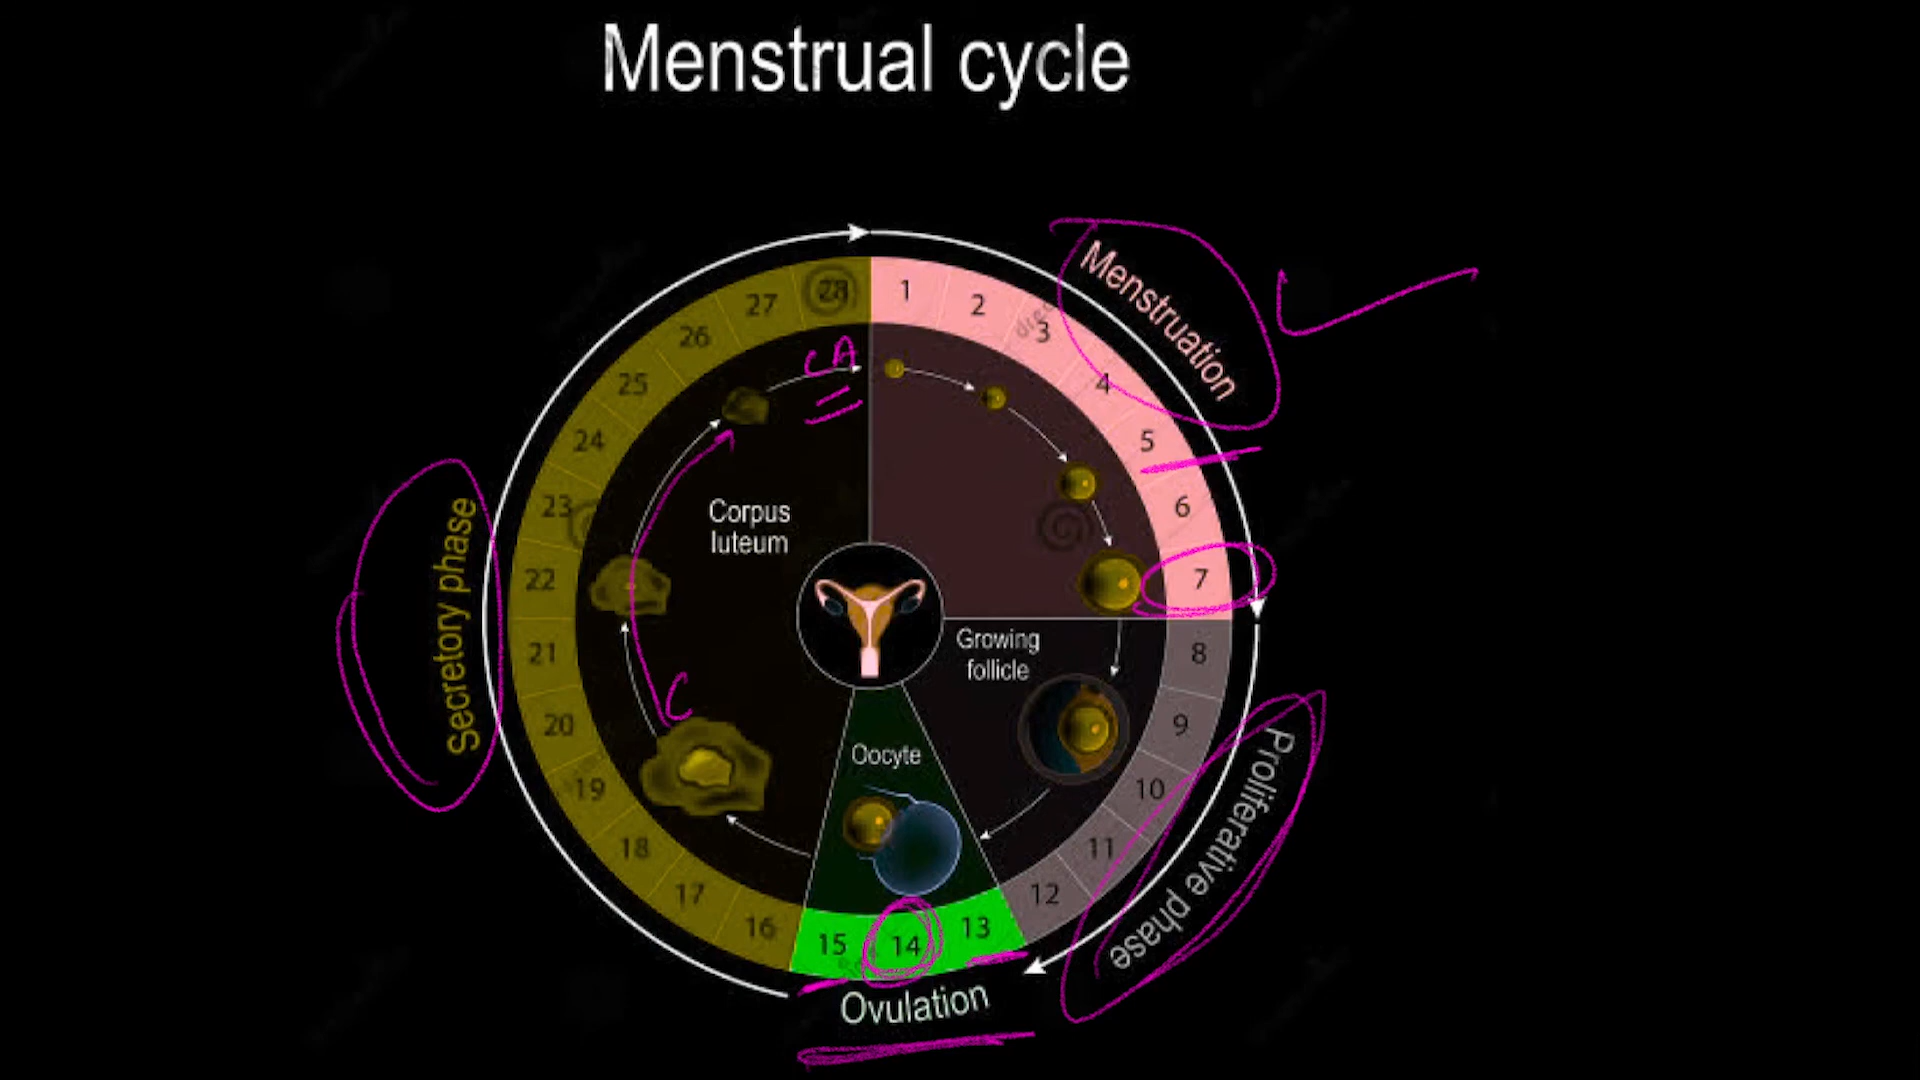 Menstrual cycle
Menstruation
28 1
27 2
26 3
25 4
CA
24 5
23 6
Corpus
luteum
22 7
Secretory phase
21 8
Growing
follicle
20 9
C
19 10
Oocyte
18 11
17 12
16 15 14 13
Proliferative phase
Ovulation